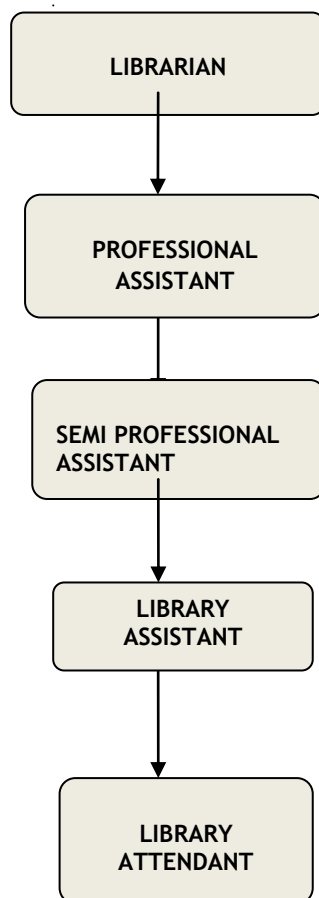 LIBRARIAN
PROFESSIONAL
ASSISTANT
SEMI PROFESSIONAL
ASSISTANT
LIBRARY
ASSISTANT
LIBRARY
ATTENDANT